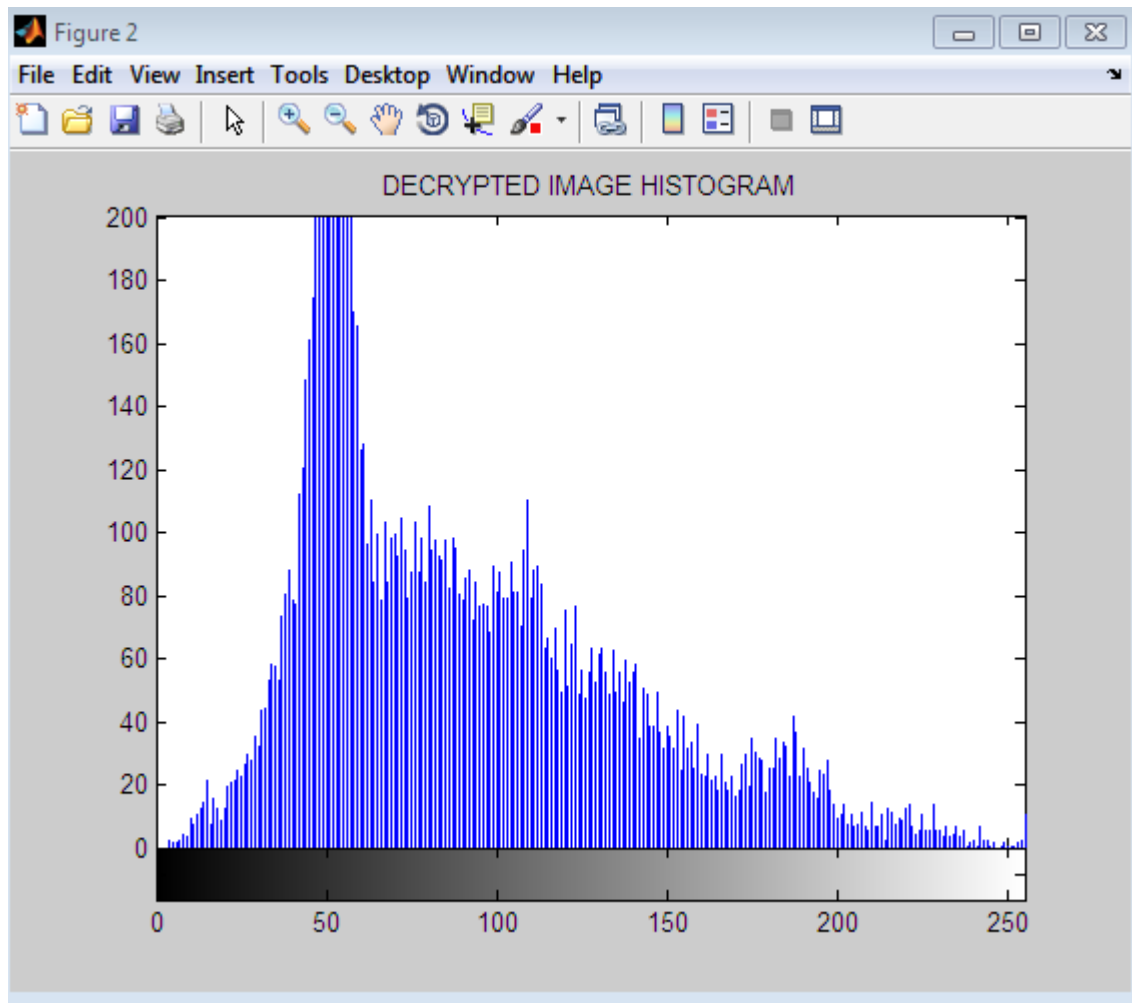 Figure 2
File Edit View Insert Tools Desktop Window Help
DECRYPTED IMAGE HISTOGRAM
200
180
160
140
120
100
80
60
40
20
0
0 50 100 150 200 250